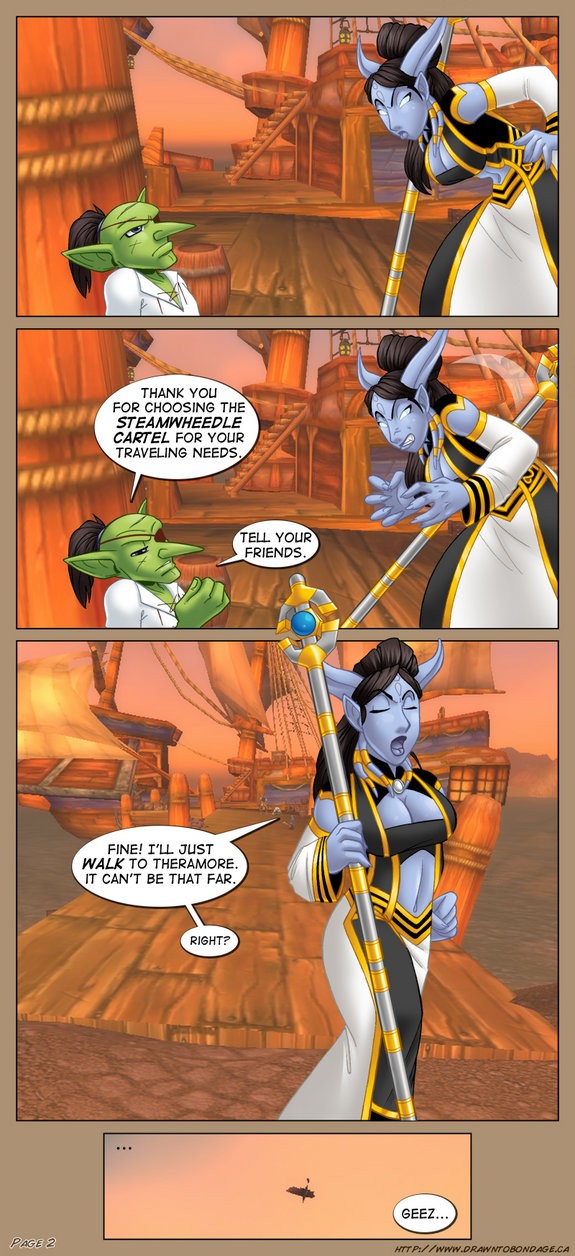 THANK YOU
FOR CHOOSING THE
STEAMWHEEDLE
CARTEL FOR YOUR
TRAVELING NEEDS.
TELL YOUR
FRIENDS.
FINE! I'LL JUST
WALK TO THERAMORE.
IT CAN'T BE THAT FAR.
RIGHT?
...
GEEZ...
PAGE 2
HTTP://WWW.DRAWNTOBONDAGE.CA